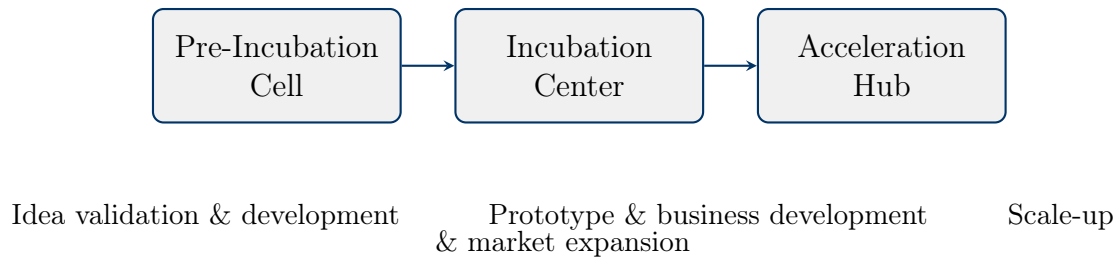 Pre-Incubation
Cell
Incubation
Center
Acceleration
Hub
Idea validation & development Prototype & business development Scale-up
& market expansion